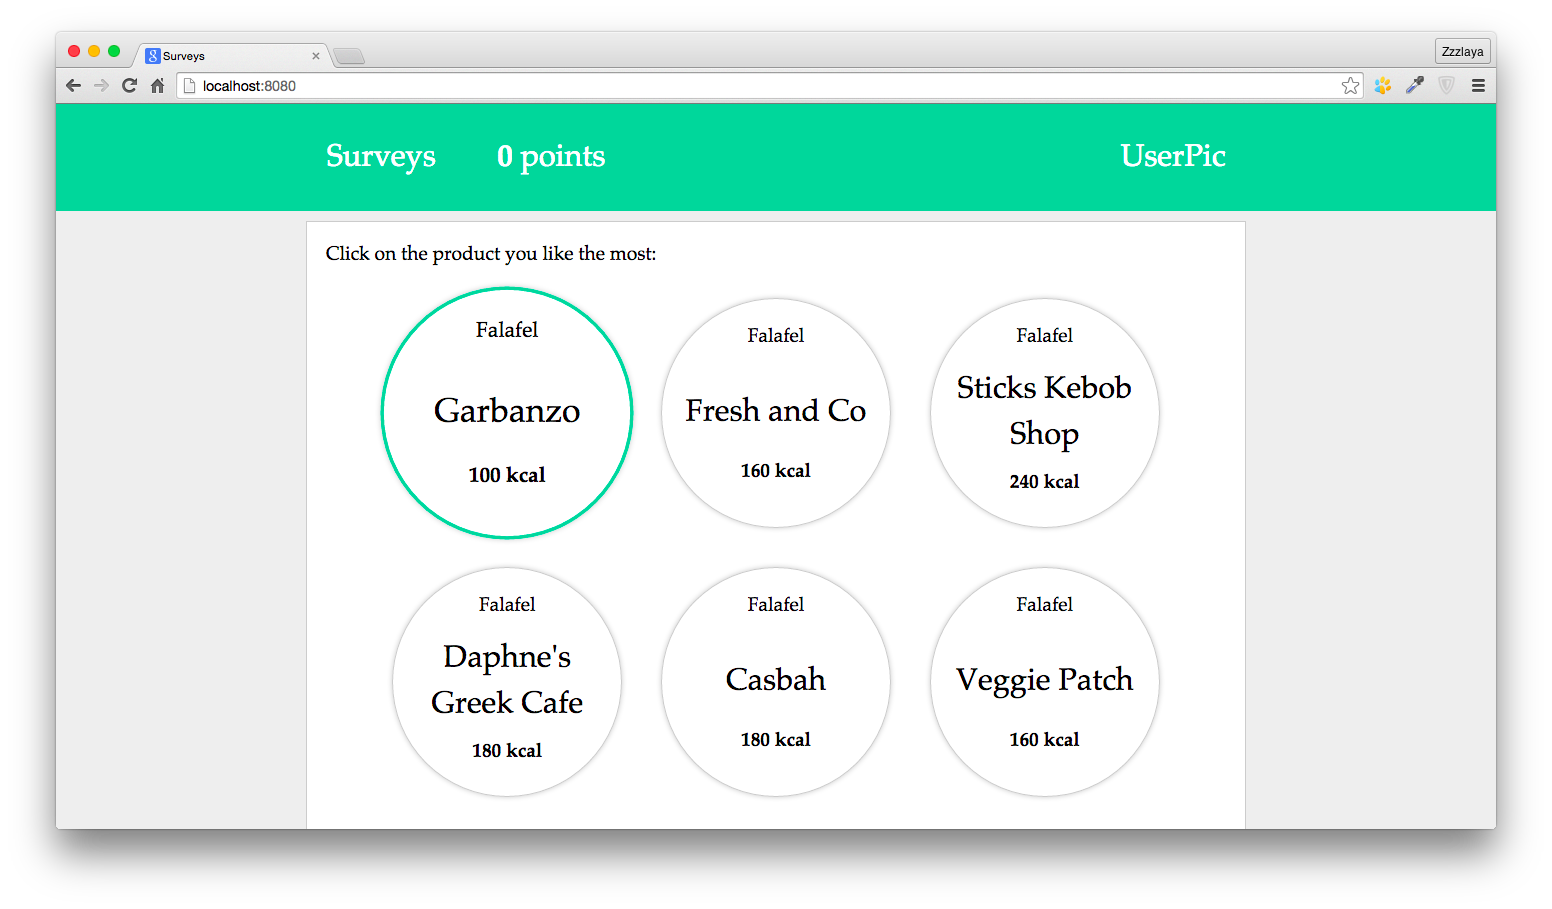 Surveys
Zzzlaya
localhost:8080
Surveys 0 points UserPic
Click on the product you like the most:
Falafel
Garbanzo
100 kcal
Falafel
Fresh and Co
160 kcal
Falafel
Sticks Kebob
Shop
240 kcal
Falafel
Daphne's
Greek Cafe
180 kcal
Falafel
Casbah
180 kcal
Falafel
Veggie Patch
160 kcal